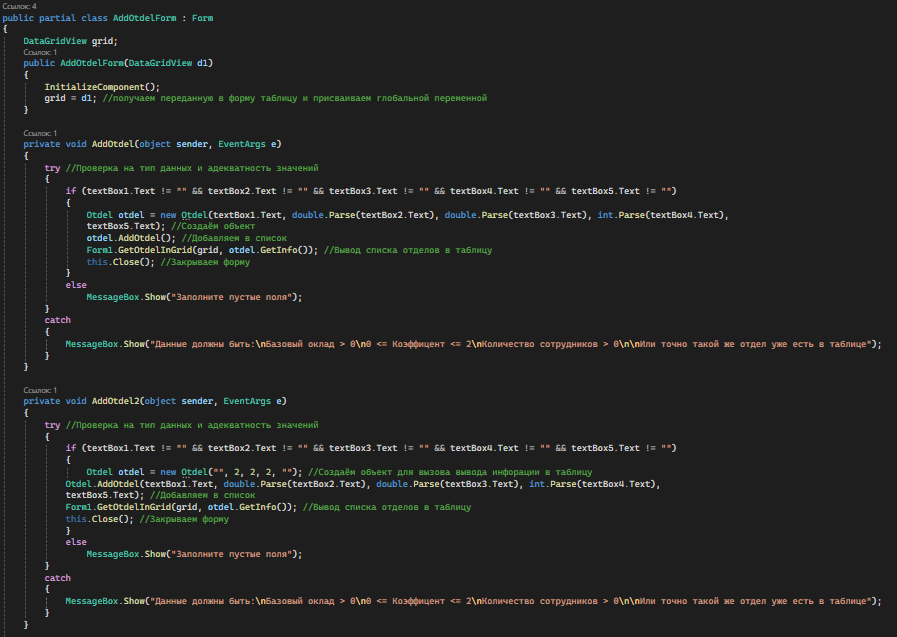 Ссылок: 4
public partial class AddOtdelForm : Form
{
DataGridView grid;
Ссылок: 1
public AddOtdelForm(DataGridView d1)
{
InitializeComponent();
grid = d1; //получаем переданную в форму таблицу и присваиваем глобальной переменной
}
Ссылок: 1
private void AddOtdel(object sender, EventArgs e)
{
try //Проверка на тип данных и адекватность значений
{
if (textBox1.Text != "" && textBox2.Text != "" && textBox3.Text != "" && textBox4.Text != "" && textBox5.Text != "")
{
Otdel otdel = new Otdel(textBox1.Text, double.Parse(textBox2.Text), double.Parse(textBox3.Text), int.Parse(textBox4.Text),
textBox5.Text); //Создаём объект
otdel.AddOtdel(); //Добавляем в список
Form1.GetOtdelInGrid(grid, otdel.GetInfo()); //Вывод списка отделов в таблицу
this.Close(); //Закрываем форму
}
else
MessageBox.Show("Заполните пустые поля");
}
catch
{
MessageBox.Show("Данные должны быть:\nБазовый оклад > 0\n0 <= Коэффицент <= 2\nКоличество сотрудников > 0\n\nИли точно такой же отдел уже есть в таблице");
}
}
Ссылок: 1
private void AddOtdel2(object sender, EventArgs e)
{
try //Проверка на тип данных и адекватность значений
{
if (textBox1.Text != "" && textBox2.Text != "" && textBox3.Text != "" && textBox4.Text != "" && textBox5.Text != "")
{
Otdel otdel = new Otdel("", 2, 2, 2, ""); //Создаём объект для вызова вывода инфорации в таблицу
Otdel.AddOtdel(textBox1.Text, double.Parse(textBox2.Text), double.Parse(textBox3.Text), int.Parse(textBox4.Text),
textBox5.Text); //Добавляем в список
Form1.GetOtdelInGrid(grid, otdel.GetInfo()); //Вывод списка отделов в таблицу
this.Close(); //Закрываем форму
}
else
MessageBox.Show("Заполните пустые поля");
}
catch
{
MessageBox.Show("Данные должны быть:\nБазовый оклад > 0\n0 <= Коэффицент <= 2\nКоличество сотрудников > 0\n\nИли точно такой же отдел уже есть в таблице");
}
}